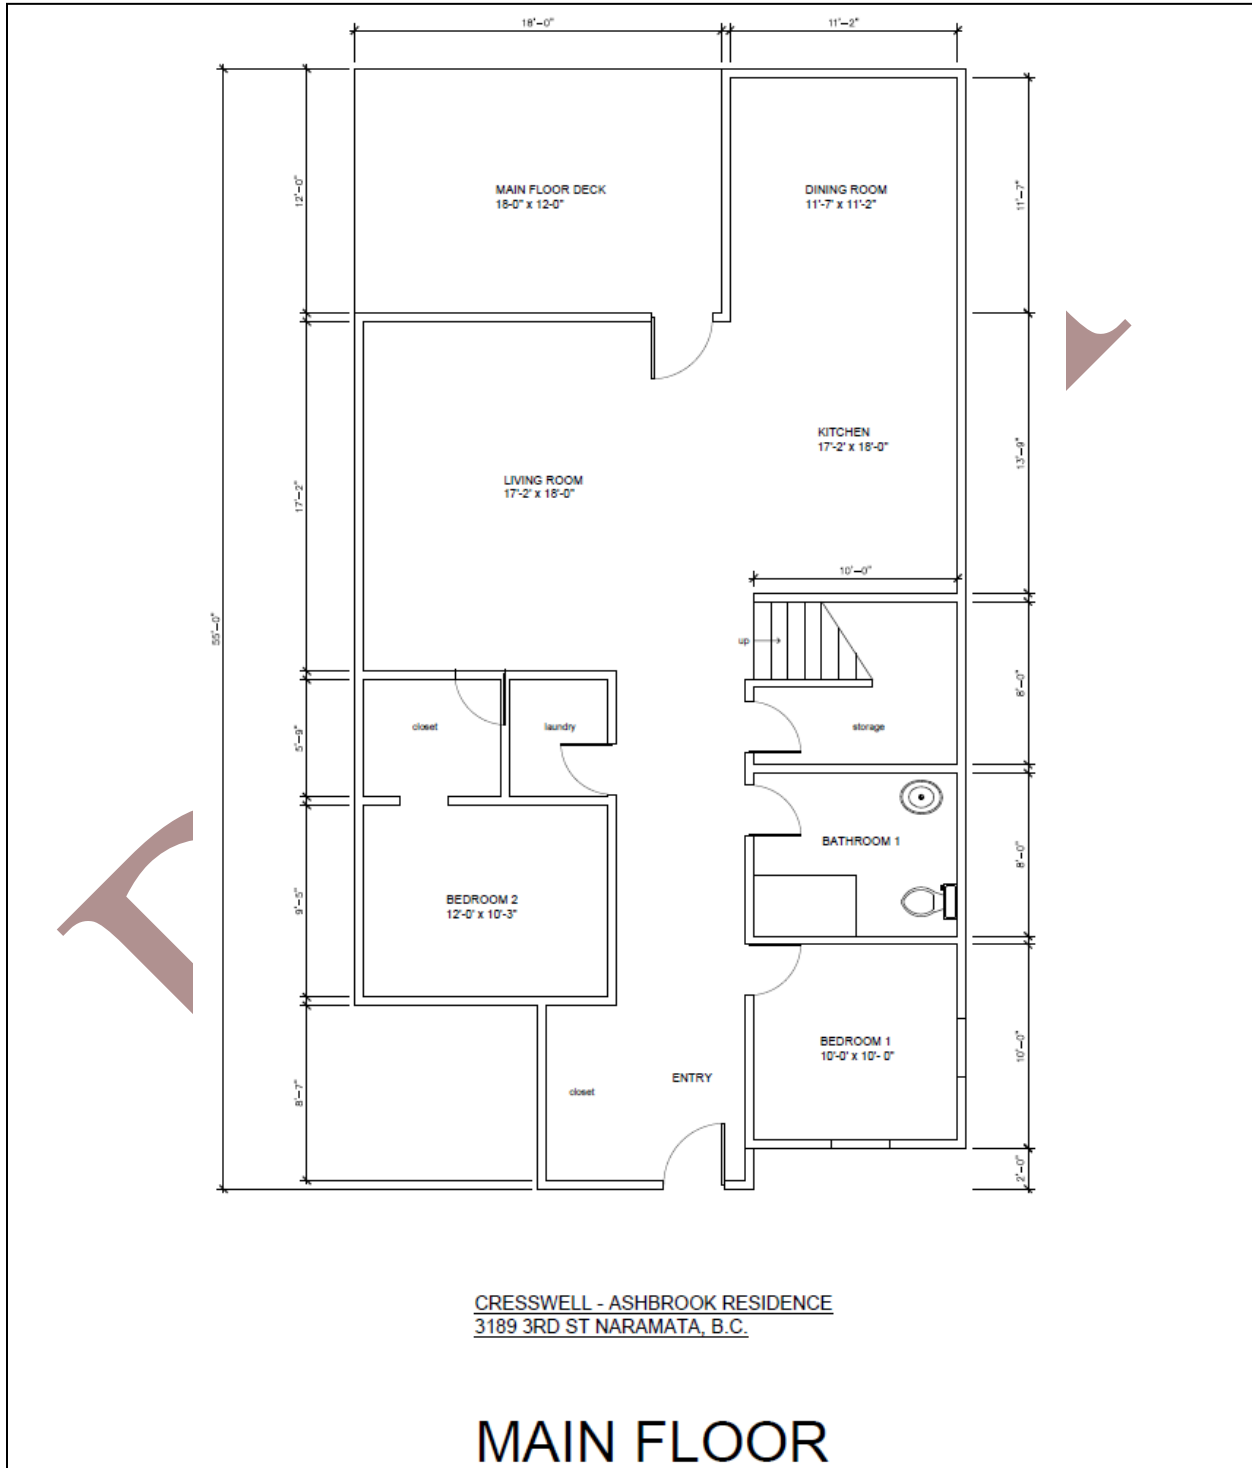 18'-0"
11'-2"
12'-0"
MAIN FLOOR DECK
18-0" x 12-0"
DINING ROOM
11'-7' x 11'-2"
11'-7"
KITCHEN
17'-2' x 18'-0"
13'-9"
LIVING ROOM
17'-2' x 18'-0"
17'-2"
10'-0"
55'-0"
up
8'-0"
closet
laundry
storage
5'-9"
BATHROOM 1
8'-0"
BEDROOM 2
12'-0' x 10'-3"
9'-5"
BEDROOM 1
10'-0' x 10'- 0"
10'-0"
ENTRY
closet
8'-7"
2'-0"
CRESSWELL - ASHBROOK RESIDENCE
3189 3RD ST NARAMATA, B.C.
MAIN FLOOR